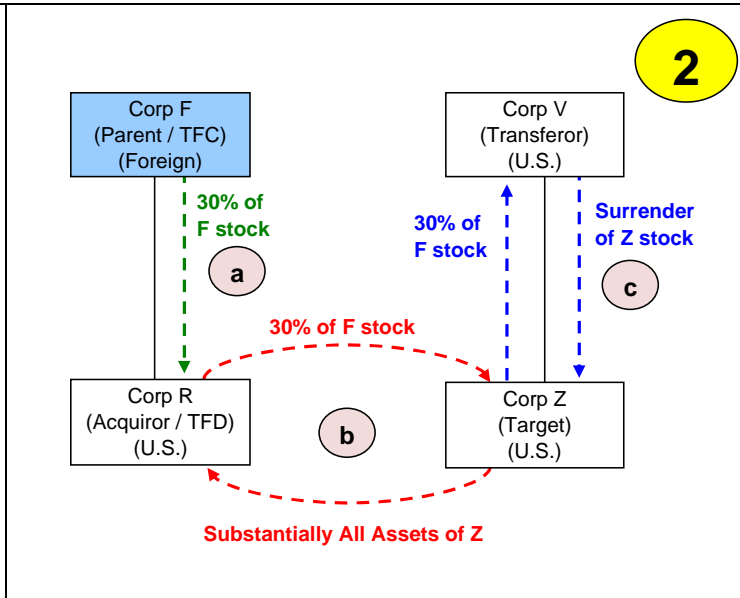 2
Corp F
(Parent / TFC)
(Foreign)
Corp V
(Transferor)
(U.S.)
30% of
F stock
a
30% of
F stock
Surrender
of Z stock
c
30% of F stock
Corp R
(Acquiror / TFD)
(U.S.)
b
Corp Z
(Target)
(U.S.)
Substantially All Assets of Z